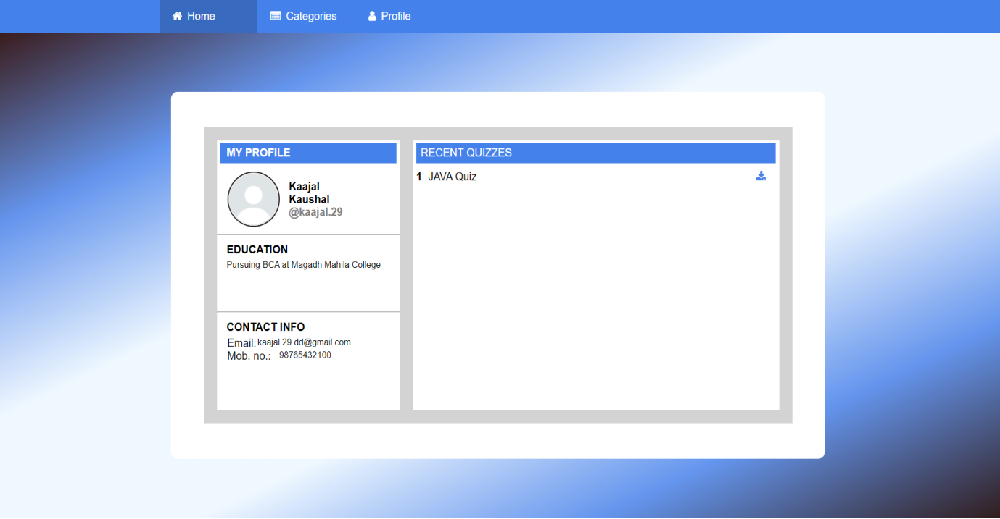 Home Categories Profile
MY PROFILE
Kaajal
Kaushal
@kaajal.29
EDUCATION
Pursuing BCA at Magadh Mahila College
CONTACT INFO
Email: kaajal.29.dd@gmail.com
Mob. no.: 98765432100
RECENT QUIZZES
1 JAVA Quiz